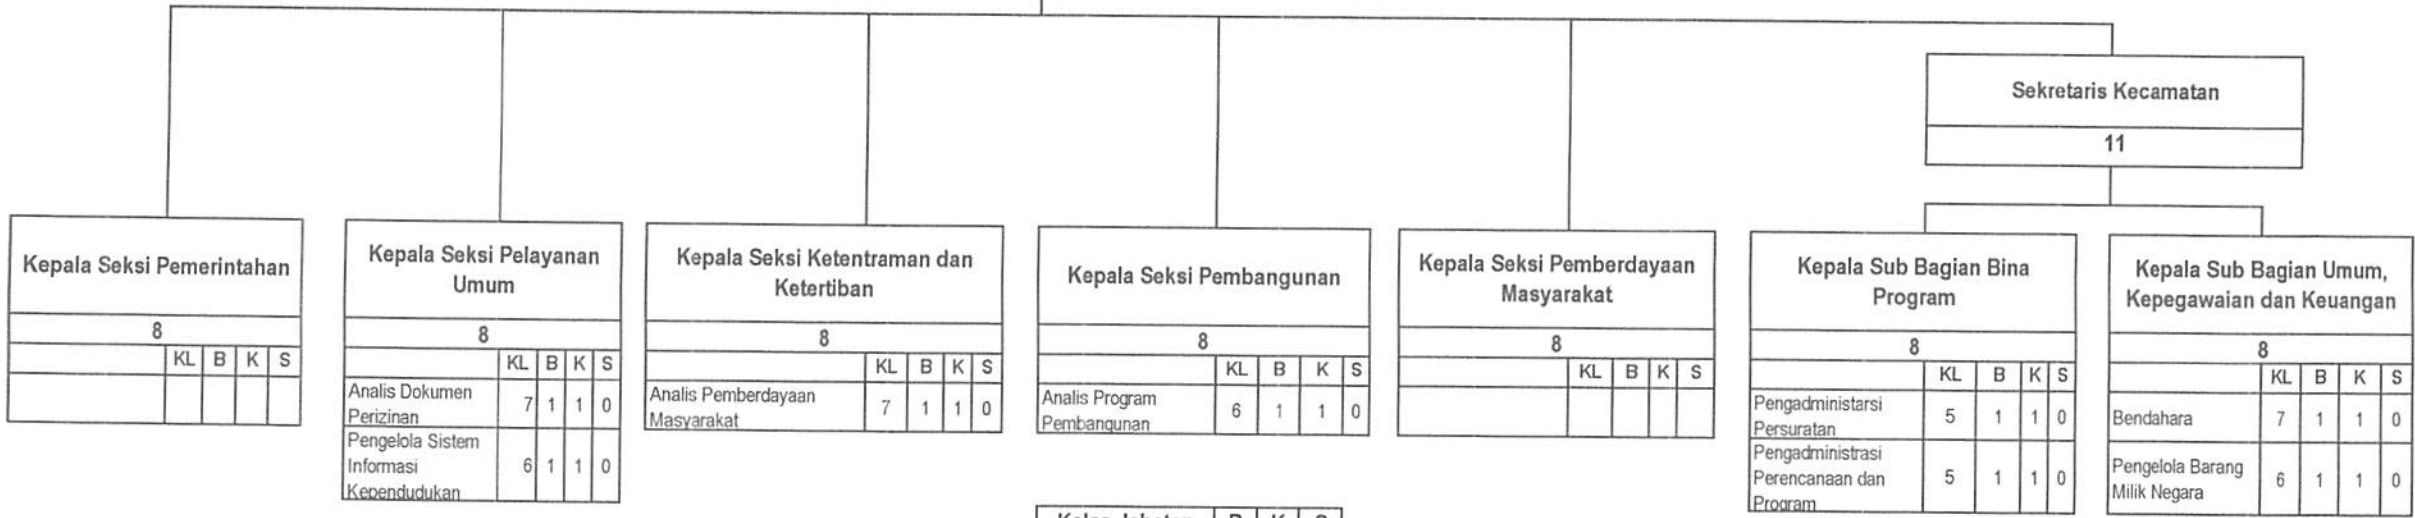 Sekretaris Kecamatan
11
Kepala Seksi Pemerintahan
8
KL B K S
Kepala Seksi Pelayanan
Umum
8
KL B K S
Analis Dokumen
Perizinan
7 1 1 0
Pengelola Sistem
Informasi
Kependudukan
6 1 1 0
Kepala Seksi Ketentraman dan
Ketertiban
8
KL B K S
Analis Pemberdayaan
Masyarakat
7 1 1 0
Kepala Seksi Pembangunan
8
KL B K S
Analis Program
Pembangunan
6 1 1 0
Kepala Seksi Pemberdayaan
Masyarakat
8
KL B K S
Kepala Sub Bagian Bina
Program
8
KL B K S
Pengadministarsi
Persuratan
5 1 1 0
Pengadministrasi
Perencanaan dan
Program
5 1 1 0
Kepala Sub Bagian Umum,
Kepegawaian dan Keuangan
8
KL B K S
Bendahara
7 1 1 0
Pengelola Barang
Milik Negara
6 1 1 0
Kelas Jabatan B K S